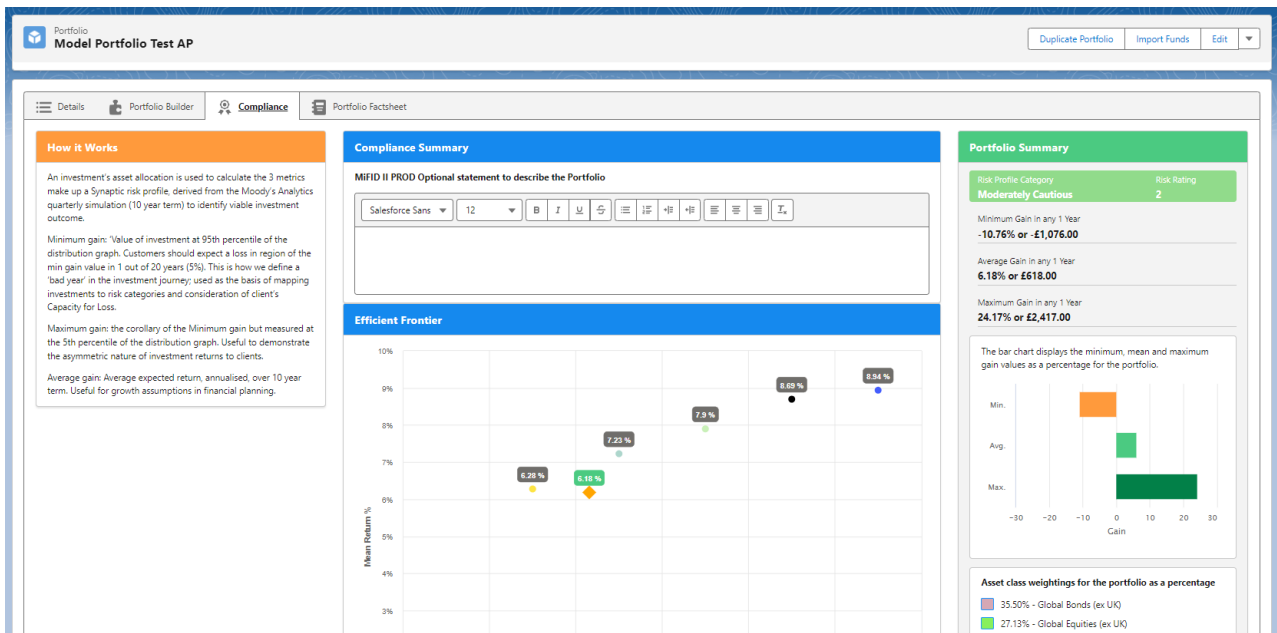 Portfolio
Model Portfolio Test AP
Duplicate Portfolio
Import Funds
Edit
Details
Portfolio Builder
Compliance
Portfolio Factsheet
How it Works
An investment's asset allocation is used to calculate the 3 metrics
make up a Synaptic risk profile, derived from the Moody's Analytics
quarterly simulation (10 year term) to identify viable investment
outcome.
Minimum gain: 'Value of investment at 95th percentile of the
distribution graph. Customers should expect a loss in region of the
min gain value in 1 out of 20 years (5%). This is how we define a
'bad year' in the investment journey; used as the basis of mapping
investments to risk categories and consideration of client's
Capacity for Loss.
Maximum gain: the corollary of the Minimum gain but measured at
the 5th percentile of the distribution graph. Useful to demonstrate
the asymmetric nature of investment returns to clients.
Average gain: Average expected return, annualised, over 10 year
term. Useful for growth assumptions in financial planning.
Compliance Summary
MiFID II PROD Optional statement to describe the Portfolio
Salesforce Sans
12
B I U S
Efficient Frontier
10%
9%
8%
7%
6%
5%
4%
3%
Mean Return %
6.28 %
6.18 %
7.23 %
7.9 %
8.69 %
8.94 %
Portfolio Summary
Risk Profile Category
Risk Rating
Moderately Cautious
2
Minimum Gain in any 1 Year
-10.76% or -£1,076.00
Average Gain in any 1 Year
6.18% or £618.00
Maximum Gain in any 1 Year
24.17% or £2,417.00
The bar chart displays the minimum, mean and maximum
gain values as a percentage for the portfolio.
Min.
Avg.
Max.
−30 −20 −10 0 10 20 30
Gain
Asset class weightings for the portfolio as a percentage
35.50% - Global Bonds (ex UK)
27.13% - Global Equities (ex UK)